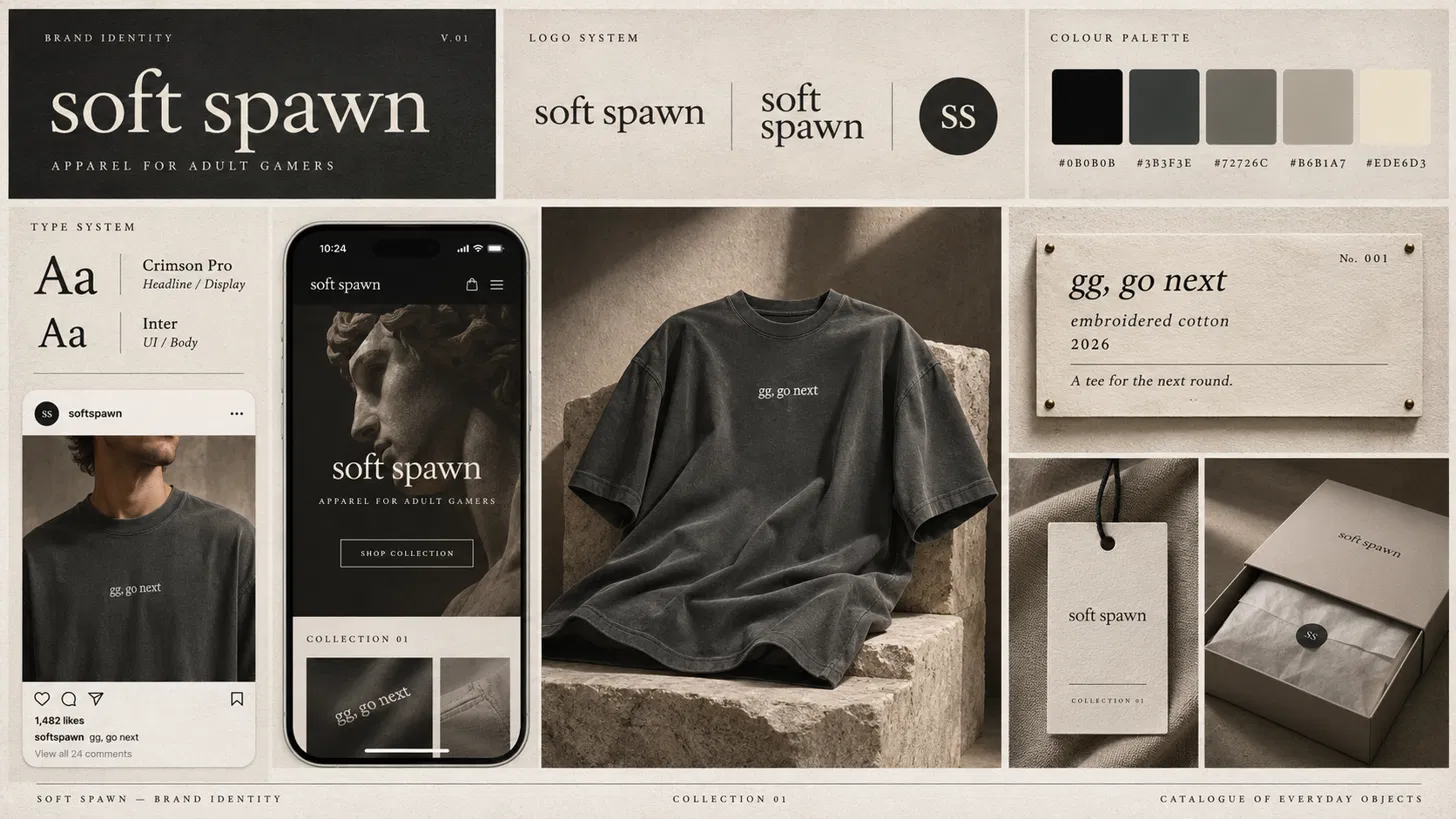 BRAND IDENTITY
V.01
soft spawn
APPAREL FOR ADULT GAMERS
LOGO SYSTEM
soft spawn
soft
spawn
ss
COLOUR PALETTE
#0B0B0B
#3B3F3E
#72726C
#B6B1A7
#EDE6D3
TYPE SYSTEM
Aa
Crimson Pro
Headline / Display
Aa
Inter
UI / Body
ss
softspawn
gg, go next
1,482 likes
softspawn gg, go next
View all 24 comments
10:24
soft spawn
soft spawn
APPAREL FOR ADULT GAMERS
SHOP COLLECTION
COLLECTION 01
gg, go next
gg, go next
No. 001
gg, go next
embroidered cotton
2026
A tee for the next round.
soft spawn
COLLECTION 01
soft spawn
ss
SOFT SPAWN — BRAND IDENTITY
COLLECTION 01
CATALOGUE OF EVERYDAY OBJECTS